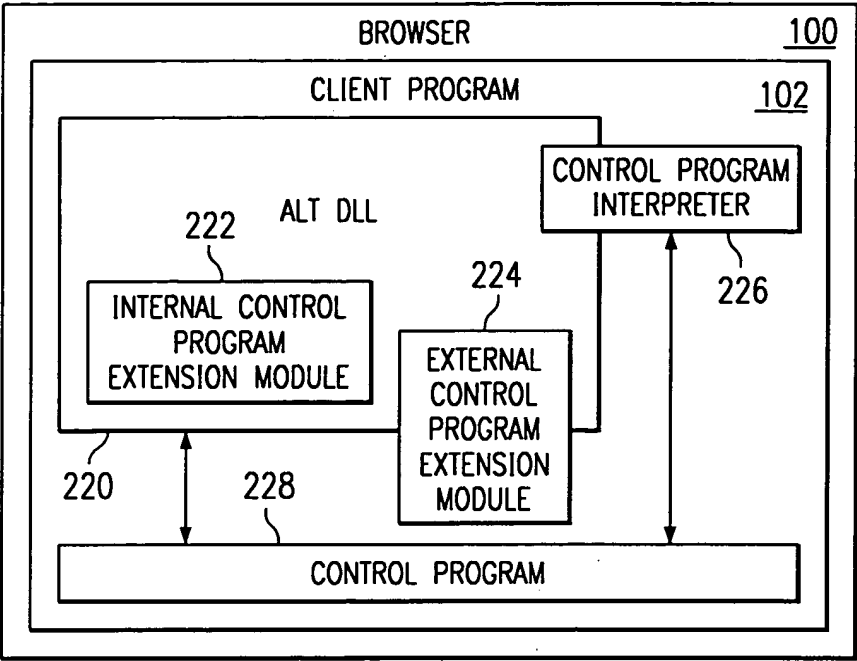 BROWSER
100
CLIENT PROGRAM
102
CONTROL PROGRAM
INTERPRETER
ALT DLL
222
224
226
INTERNAL CONTROL
PROGRAM
EXTENSION MODULE
EXTERNAL
CONTROL
PROGRAM
EXTENSION
MODULE
220
228
CONTROL PROGRAM